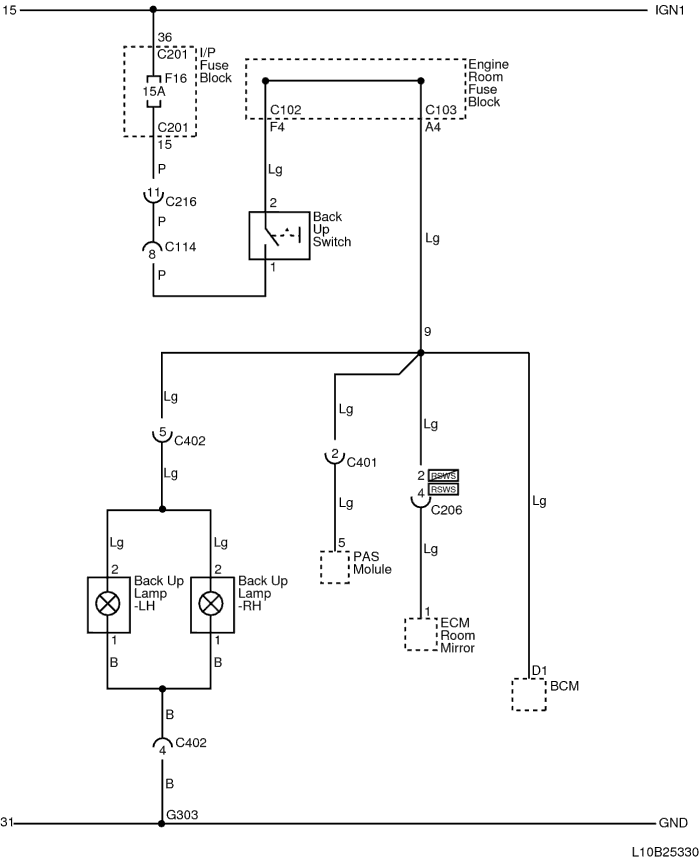 15
IGN1
36
C201
I/P
Fuse
Block
F16
15A
C201
15
P
11
C216
P
C114
8
P
Engine
Room
Fuse
Block
C102
C103
F4
A4
Lg
2
Back
Up
Switch
1
Lg
9
Lg
5
C402
Lg
Lg
2
C401
Lg
5
PAS
Molule
Lg
2 RSWS
4 RSWS
C206
Lg
1
ECM
Room
Mirror
Lg
D1
BCM
Lg
Lg
2
Back Up
Lamp
-LH
1
B
2
Back Up
Lamp
-RH
1
B
B
C402
4
B
G303
31
GND
L10B25330